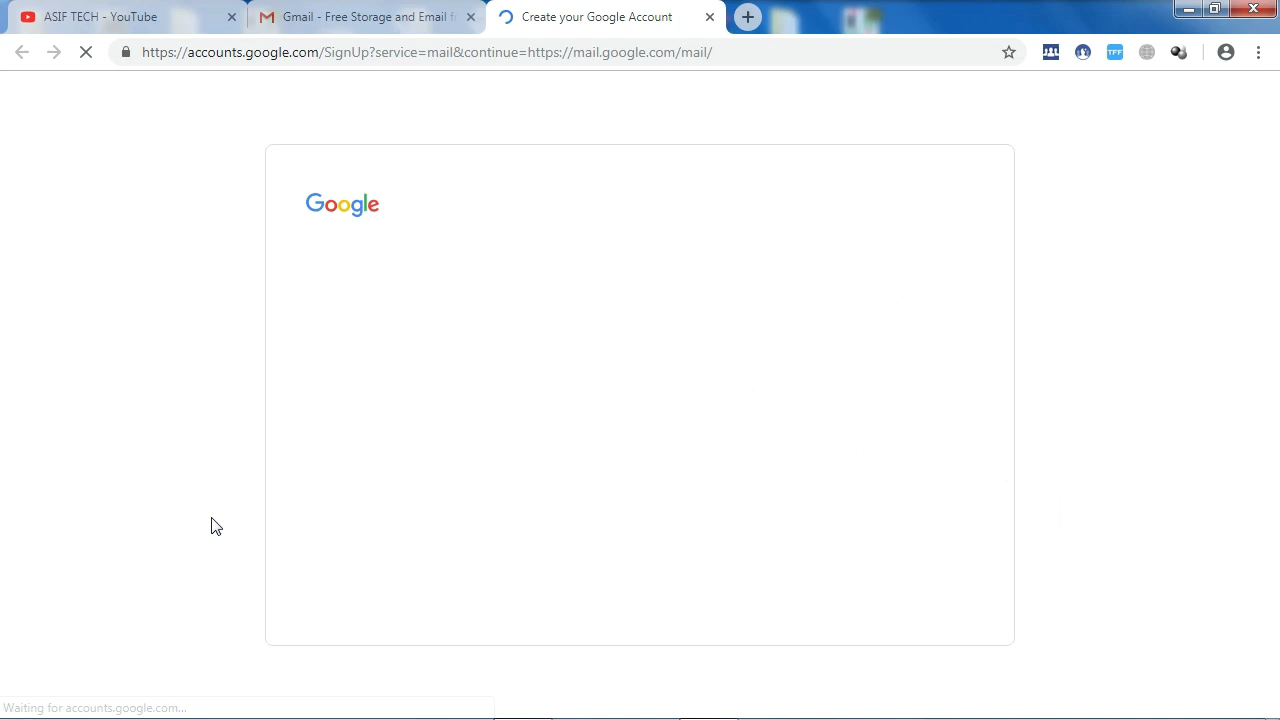 ASIF TECH - YouTube
Gmail - Free Storage and Email f
Create your Google Account
https://accounts.google.com/SignUp?service=mail&continue=https://mail.google.com/mail/
TFF
Google
Waiting for accounts.google.com...